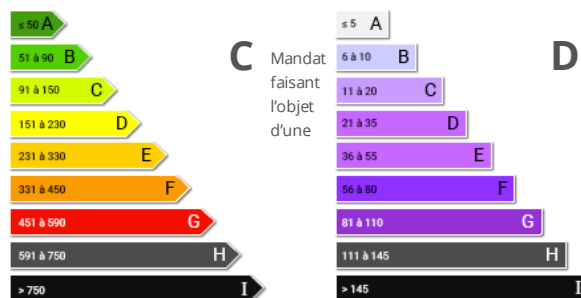 ≤ 50 A
51 à 90 B
91 à 150 C
151 à 230 D
231 à 330 E
331 à 450 F
451 à 590 G
591 à 750 H
> 750 I
C
Mandat
faisant
l'objet
d'une
≤ 5 A
6 à 10 B
11 à 20 C
21 à 35 D
36 à 55 E
56 à 80 F
81 à 110 G
111 à 145 H
> 145 I
D